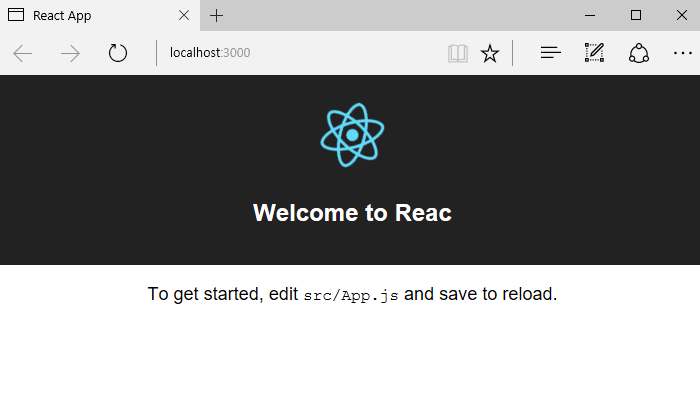 React App
localhost:3000
Welcome to Reac
To get started, edit src/App.js and save to reload.